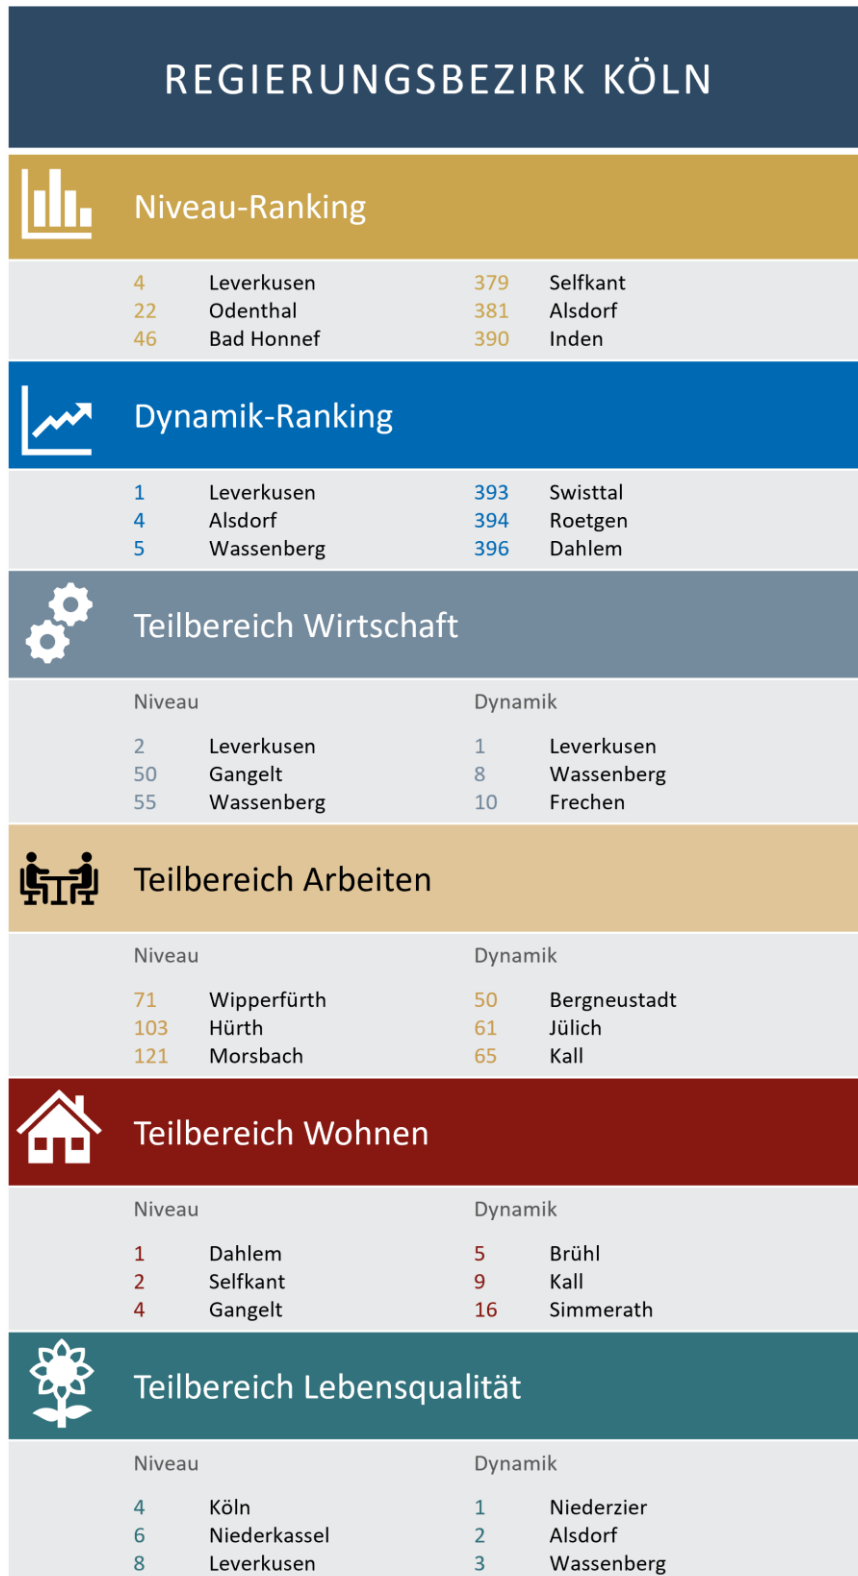 REGIERUNGSBEZIRK KÖLN
Niveau-Ranking
4 Leverkusen 379 Selfkant
22 Odenthal 381 Alsdorf
46 Bad Honnef 390 Inden
Dynamik-Ranking
1 Leverkusen 393 Swisttal
4 Alsdorf 394 Roetgen
5 Wassenberg 396 Dahlem
Teilbereich Wirtschaft
Niveau Dynamik
2 Leverkusen 1 Leverkusen
50 Gangelt 8 Wassenberg
55 Wassenberg 10 Frechen
Teilbereich Arbeiten
Niveau Dynamik
71 Wipperfürth 50 Bergneustadt
103 Hürth 61 Jülich
121 Morsbach 65 Kall
Teilbereich Wohnen
Niveau Dynamik
1 Dahlem 5 Brühl
2 Selfkant 9 Kall
4 Gangelt 16 Simmerath
Teilbereich Lebensqualität
Niveau Dynamik
4 Köln 1 Niederzier
6 Niederkassel 2 Alsdorf
8 Leverkusen 3 Wassenberg